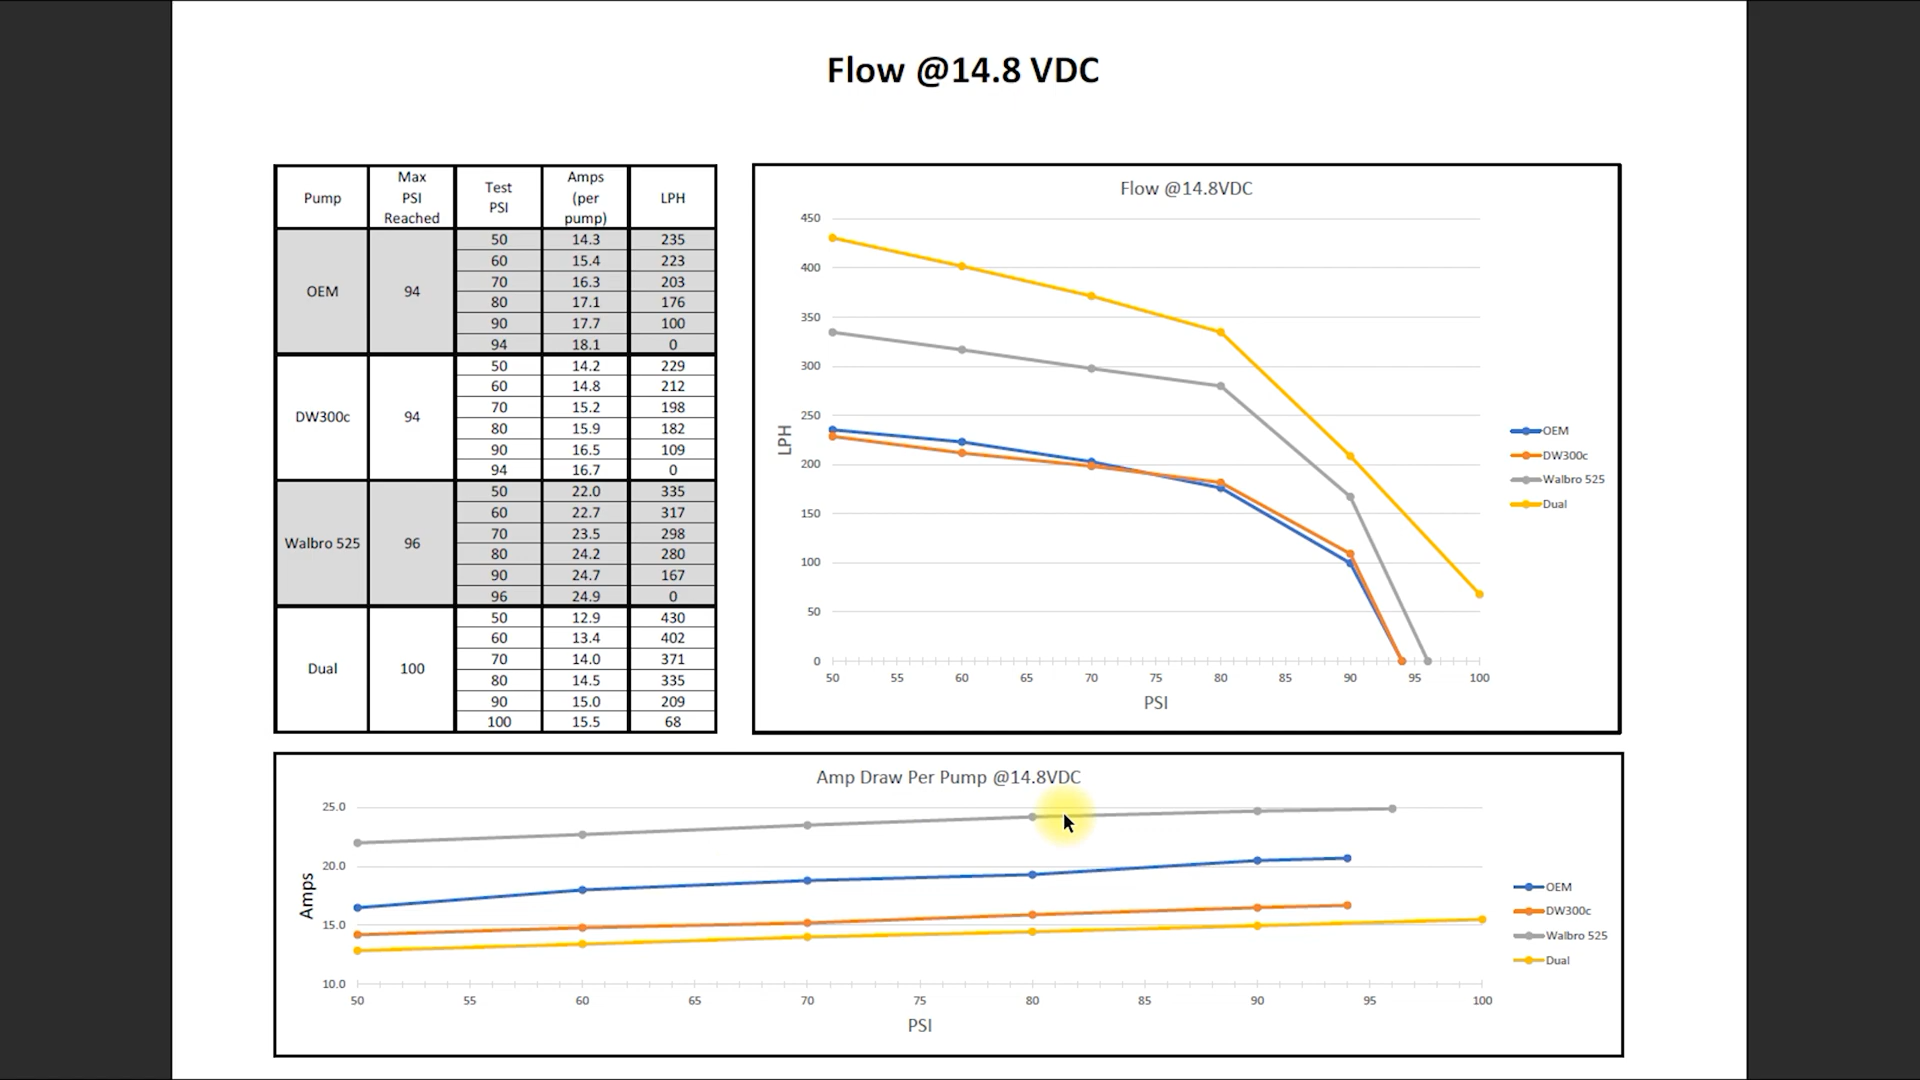 Flow @14.8 VDC
Pump Max PSI Reached Test PSI Amps (per pump) LPH
OEM 94 50 14.3 235
60 15.4 223
70 16.3 203
80 17.1 176
90 17.7 100
94 18.1 0
DW300c 94 50 14.2 229
60 14.8 212
70 15.2 198
80 15.9 182
90 16.5 109
94 16.7 0
Walbro 525 96 50 22.0 335
60 22.7 317
70 23.5 298
80 24.2 280
90 24.7 167
96 24.9 0
Dual 100 50 12.9 430
60 13.4 402
70 14.0 371
80 14.5 335
90 15.0 209
100 15.5 68
Flow @14.8VDC
450
400
350
300
250
200
150
100
50
0
LPH
50 55 60 65 70 75 80 85 90 95 100
PSI
OEM
DW300c
Walbro 525
Dual
Amp Draw Per Pump @14.8VDC
25.0
20.0
15.0
10.0
Amps
50 55 60 65 70 75 80 85 90 95 100
PSI
OEM
DW300c
Walbro 525
Dual